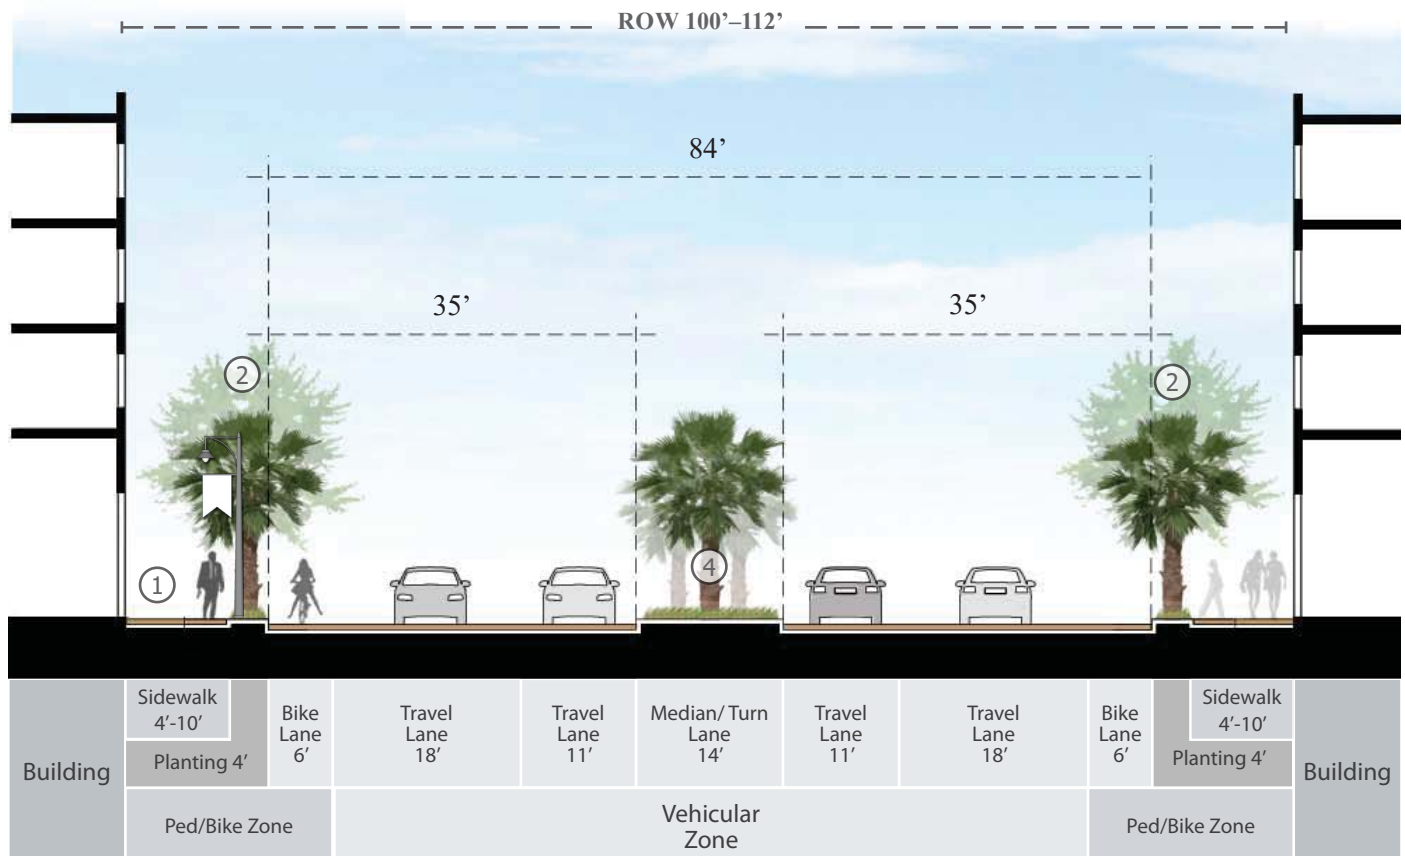 ROW 100’–112’
84’
35’
35’
2
2
1
4
Building
Sidewalk
4’-10’
Planting 4’
Bike
Lane
6’
Travel
Lane
18’
Travel
Lane
11’
Median/ Turn
Lane
14’
Travel
Lane
11’
Travel
Lane
18’
Bike
Lane
6’
Sidewalk
4’-10’
Planting 4’
Building
Ped/Bike Zone
Vehicular
Zone
Ped/Bike Zone